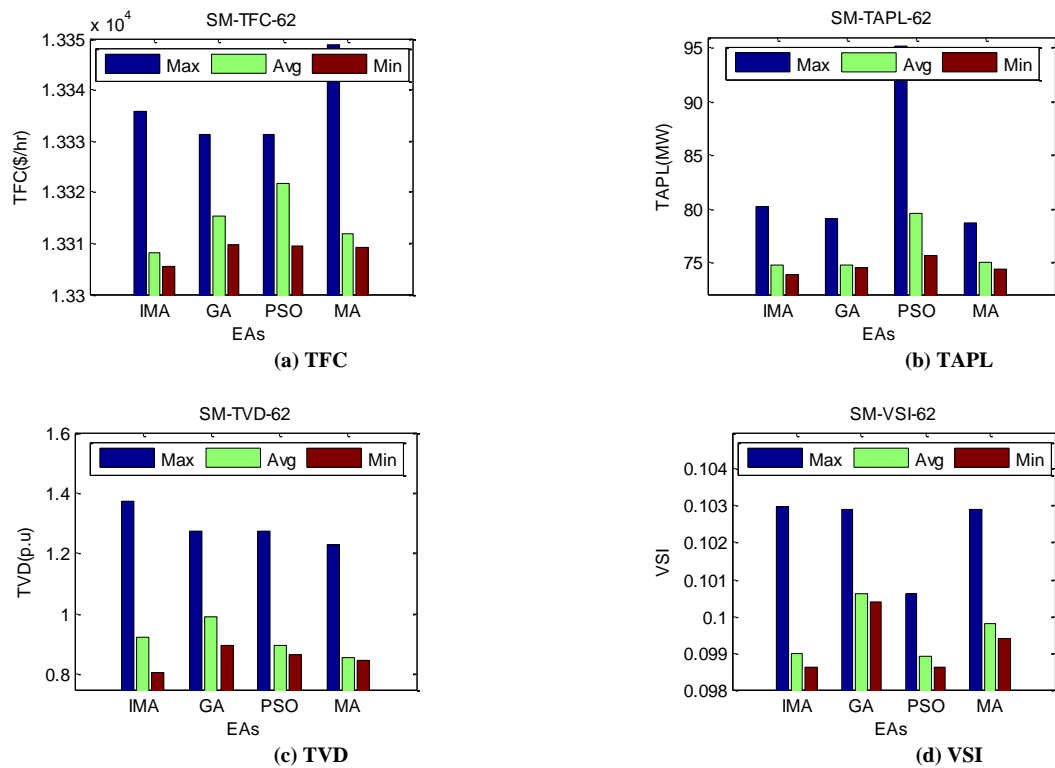 SM-TFC-62
x 10^4
1.335
1.334
1.333
1.332
1.331
1.33
TFC($/hr)
Max Avg Min
IMA GA PSO MA
EAs
(a) TFC
SM-TAPL-62
95
90
85
80
75
TAPL(MW)
Max Avg Min
IMA GA PSO MA
EAs
(b) TAPL
SM-TVD-62
1.6
1.4
1.2
1
0.8
TVD(p.u)
Max Avg Min
IMA GA PSO MA
EAs
(c) TVD
SM-VSI-62
0.104
0.103
0.102
0.101
0.1
0.099
0.098
VSI
Max Avg Min
IMA GA PSO MA
EAs
(d) VSI